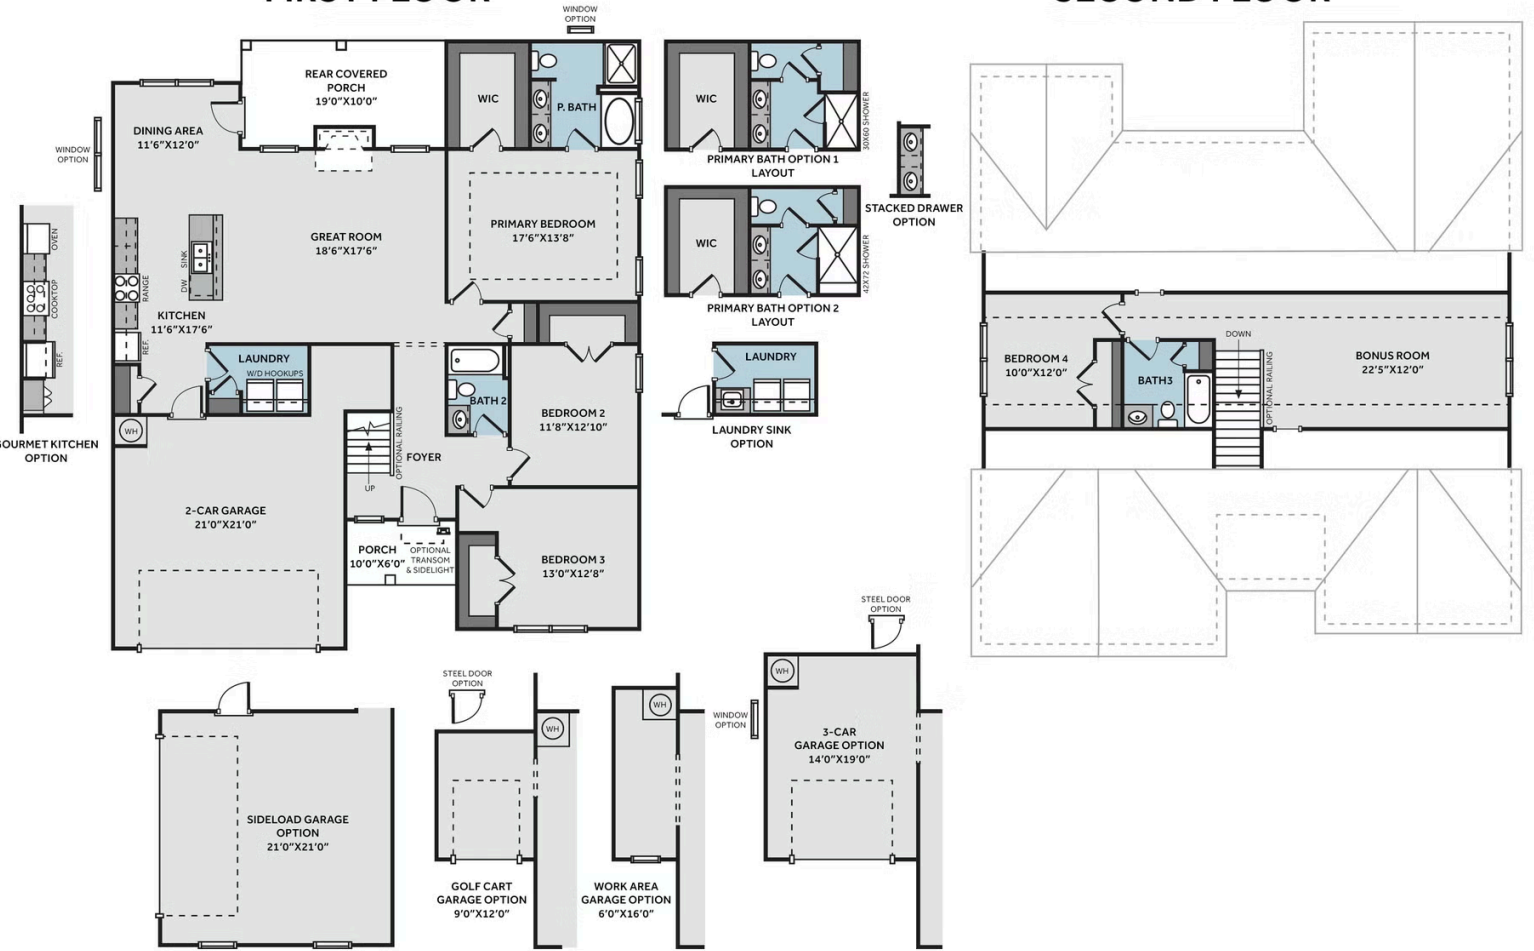 FIRST FLOOR
SECOND FLOOR
WINDOW
OPTION
REAR COVERED
PORCH
19'0"X10'0"
WIC
P. BATH
DINING AREA
11'6"X12'0"
WINDOW
OPTION
PRIMARY BEDROOM
17'6"X13'8"
GREAT ROOM
18'6"X17'6"
SINK
DW
RANGE
KITCHEN
11'6"X17'6"
REF.
OVEN
COOKTOP
REF.
GOURMET KITCHEN
OPTION
LAUNDRY
W/D HOOKUPS
WH
BATH 2
BEDROOM 2
11'8"X12'10"
OPTIONAL RAILING
FOYER
UP
2-CAR GARAGE
21'0"X21'0"
PORCH
10'0"X6'0"
OPTIONAL
TRANSOM
& SIDELIGHT
BEDROOM 3
13'0"X12'8"
WIC
30X60 SHOWER
PRIMARY BATH OPTION 1
LAYOUT
WIC
42X72 SHOWER
PRIMARY BATH OPTION 2
LAYOUT
STACKED DRAWER
OPTION
LAUNDRY
LAUNDRY SINK
OPTION
BEDROOM 4
10'0"X12'0"
BATH3
DOWN
OPTIONAL RAILING
BONUS ROOM
22'5"X12'0"
SIDELOAD GARAGE
OPTION
21'0"X21'0"
STEEL DOOR
OPTION
WH
GOLF CART
GARAGE OPTION
9'0"X12'0"
WH
WORK AREA
GARAGE OPTION
6'0"X16'0"
STEEL DOOR
OPTION
WH
WINDOW
OPTION
3-CAR
GARAGE OPTION
14'0"X19'0"